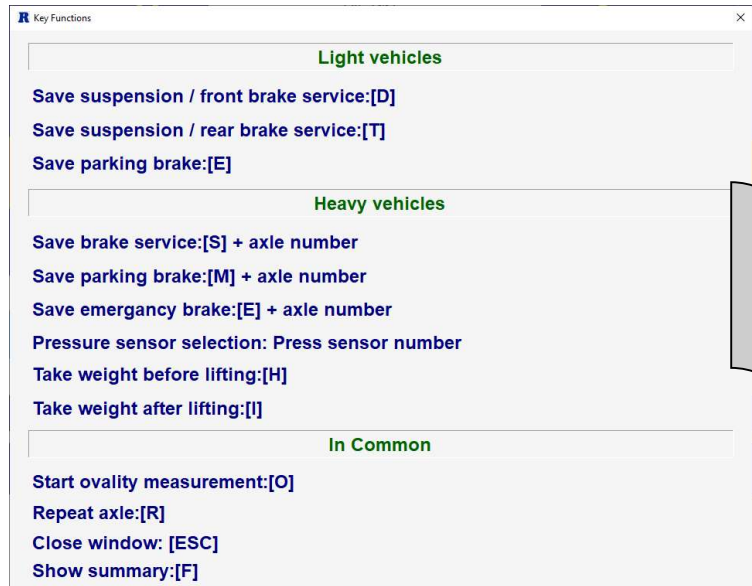 R Key Functions
Light vehicles
Save suspension / front brake service:[D]
Save suspension / rear brake service:[T]
Save parking brake:[E]
Heavy vehicles
Save brake service:[S] + axle number
Save parking brake:[M] + axle number
Save emergancy brake:[E] + axle number
Pressure sensor selection: Press sensor number
Take weight before lifting:[H]
Take weight after lifting:[I]
In Common
Start ovality measurement:[O]
Repeat axle:[R]
Close window: [ESC]
Show summary:[F]